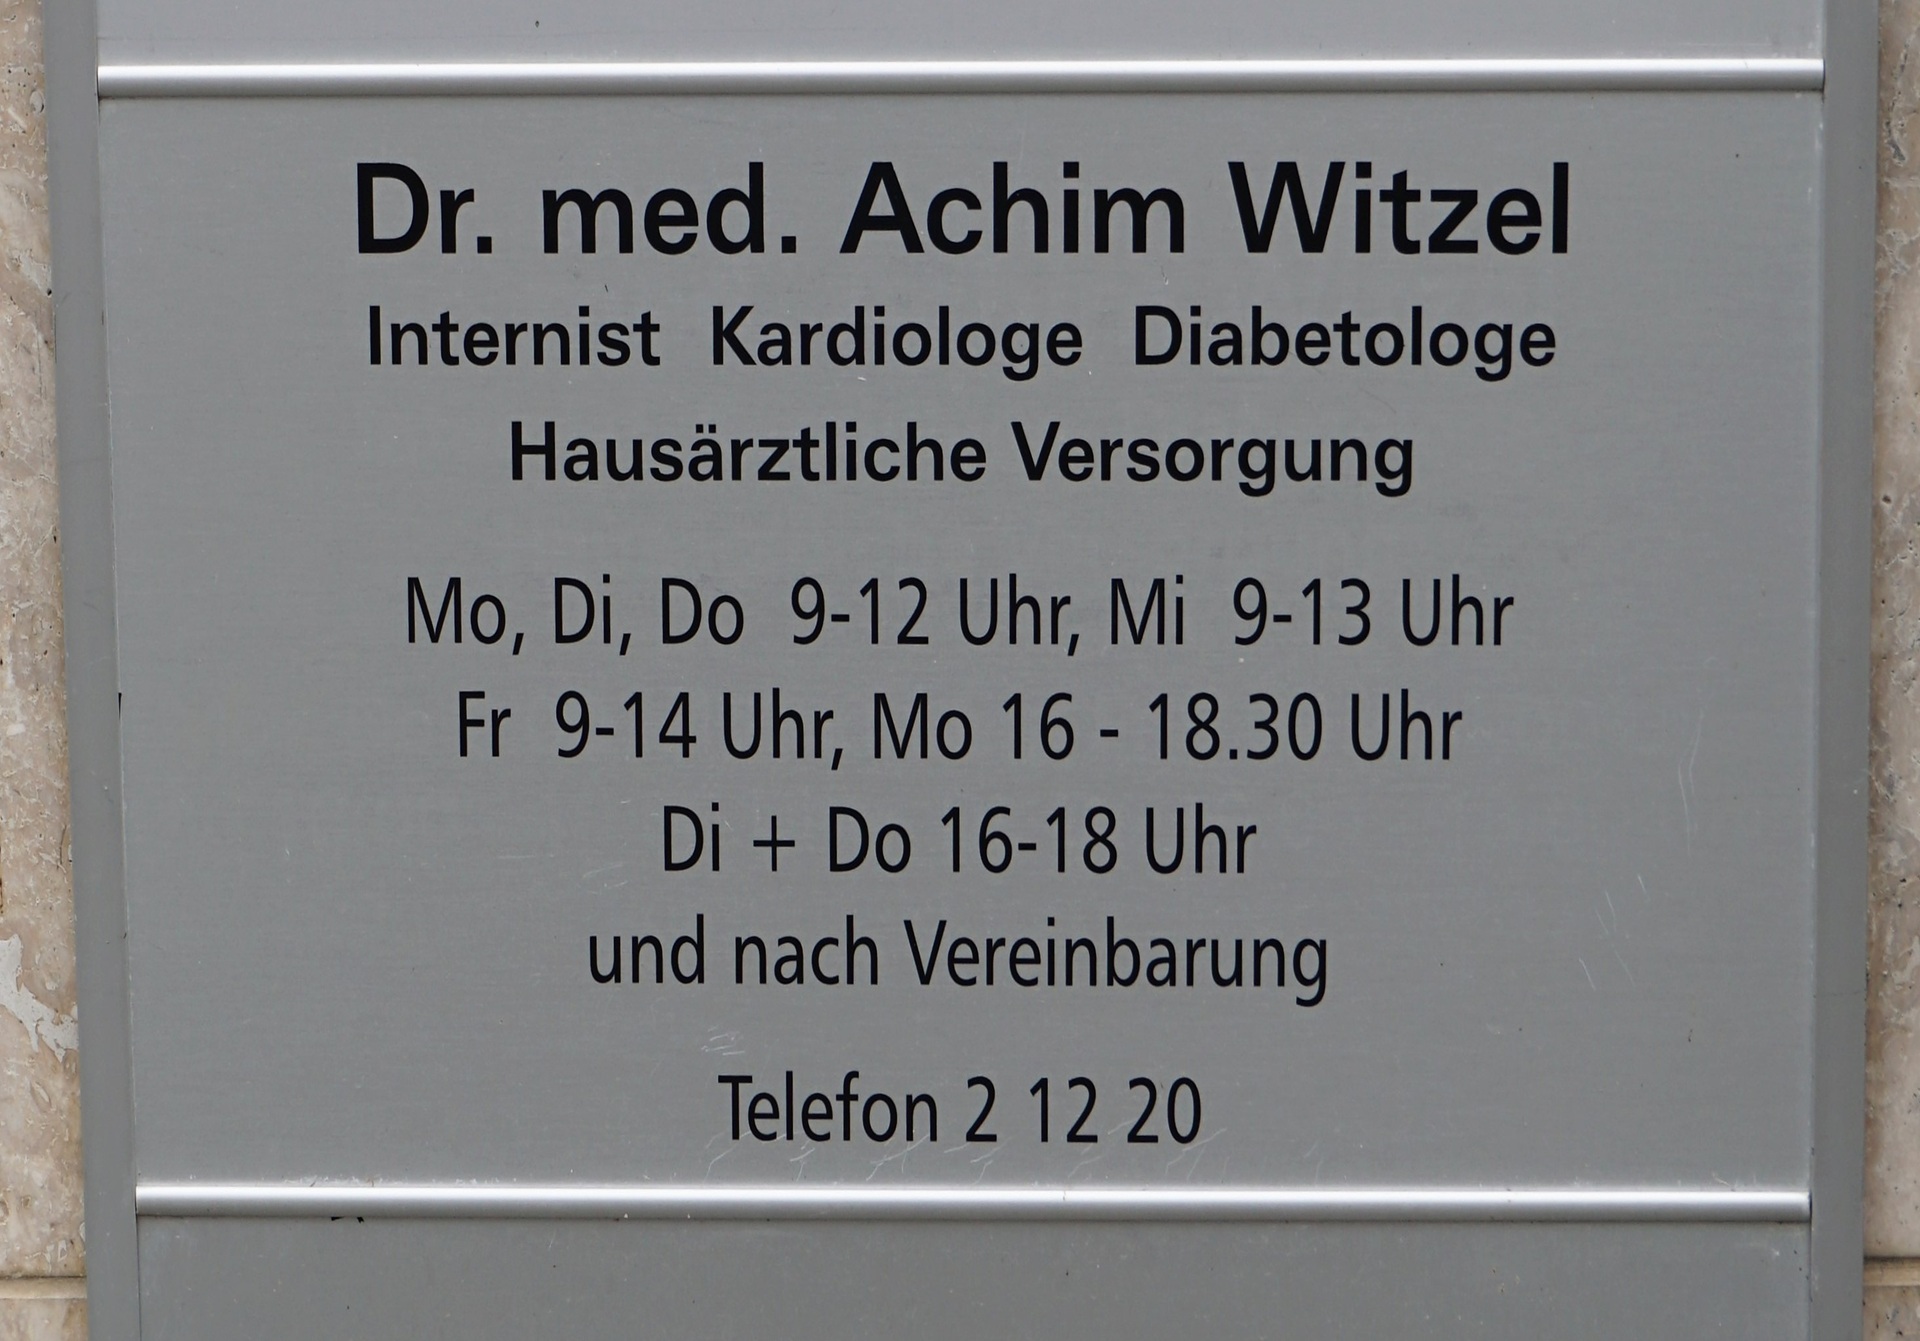 Dr. med. Achim Witzel
Internist Kardiologe Diabetologe
Hausärztliche Versorgung
Mo, Di, Do 9-12 Uhr, Mi 9-13 Uhr
Fr 9-14 Uhr, Mo 16 - 18.30 Uhr
Di + Do 16-18 Uhr
und nach Vereinbarung
Telefon 2 12 20